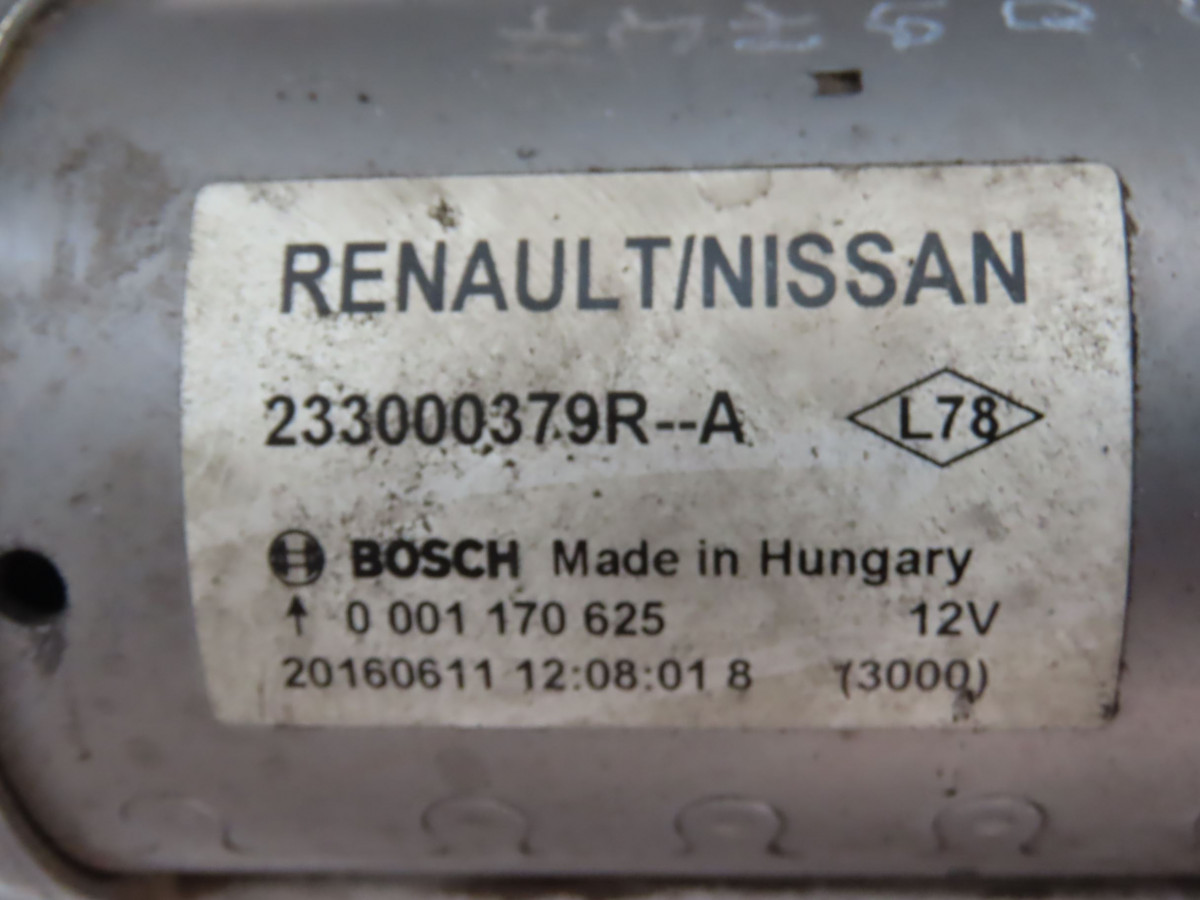 RENAULT/NISSAN
233000379R--A L78
BOSCH Made in Hungary
0 001 170 625 12V
20160611 12:08:01 8 (3000)